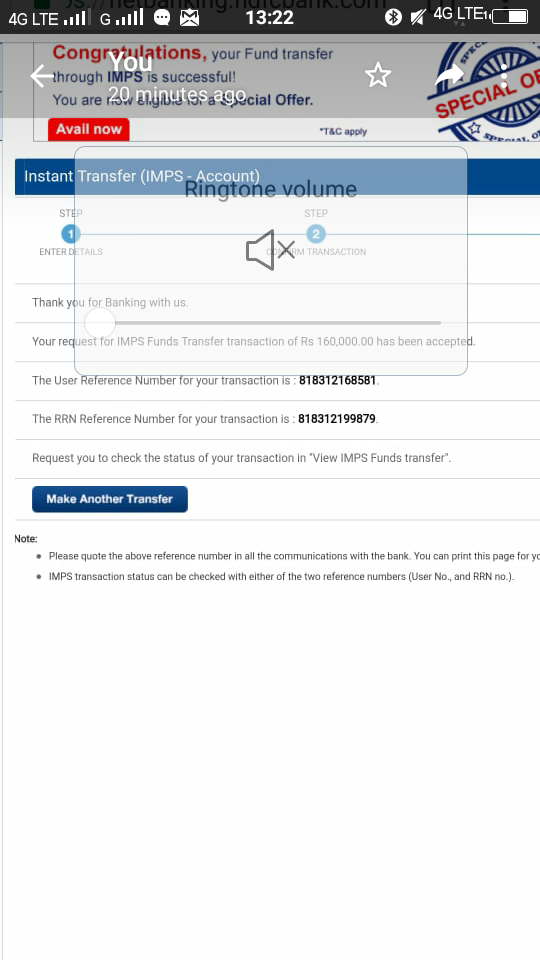 4G LTE G 13:22 4G LTE
netbanking.hdfcbank.com
Congratulations, your Fund transfer
through IMPS is successful!
You are now eligible for a Special Offer.
Avail now
*T&C apply
SPECIAL
You
20 minutes ago
Instant Transfer (IMPS - Account)
Ringtone volume
STEP STEP
1 2
ENTER DETAILS CONFIRM TRANSACTION
Thank you for Banking with us.
Your request for IMPS Funds Transfer transaction of Rs 160,000.00 has been accepted.
The User Reference Number for your transaction is : 818312168581.
The RRN Reference Number for your transaction is : 818312199879.
Request you to check the status of your transaction in "View IMPS Funds transfer".
Make Another Transfer
Note:
Please quote the above reference number in all the communications with the bank. You can print this page for
IMPS transaction status can be checked with either of the two reference numbers (User No., and RRN no.).